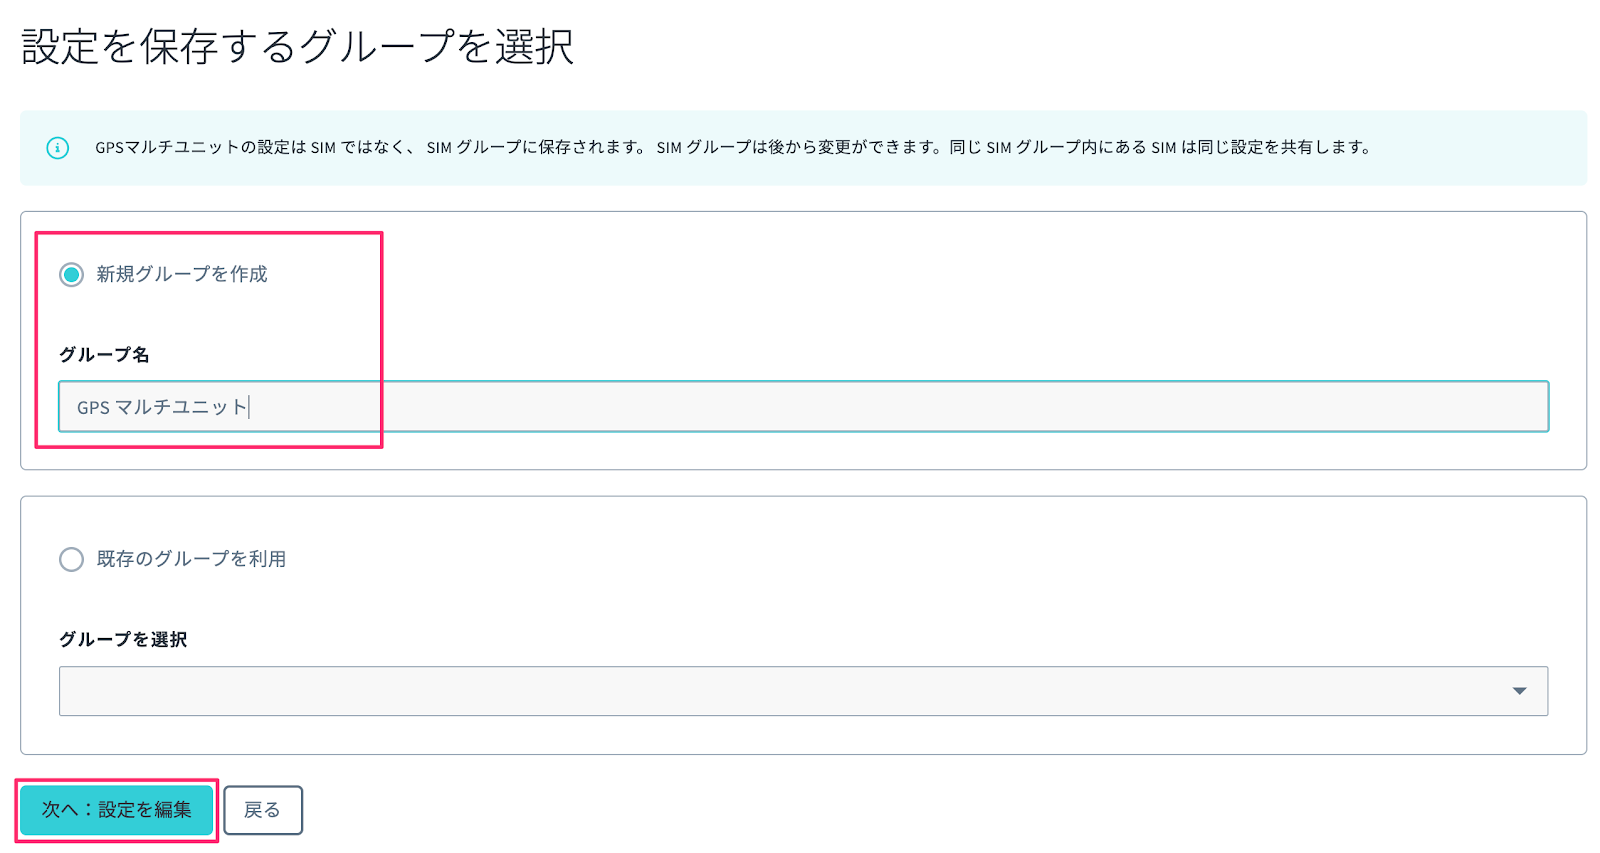 設定を保存するグループを選択
GPSマルチユニットの設定は SIM ではなく、 SIM グループに保存されます。 SIM グループは後から変更ができます。同じ SIM グループ内にある SIM は同じ設定を共有します。
新規グループを作成
グループ名
GPS マルチユニット
既存のグループを利用
グループを選択
次へ：設定を編集
戻る